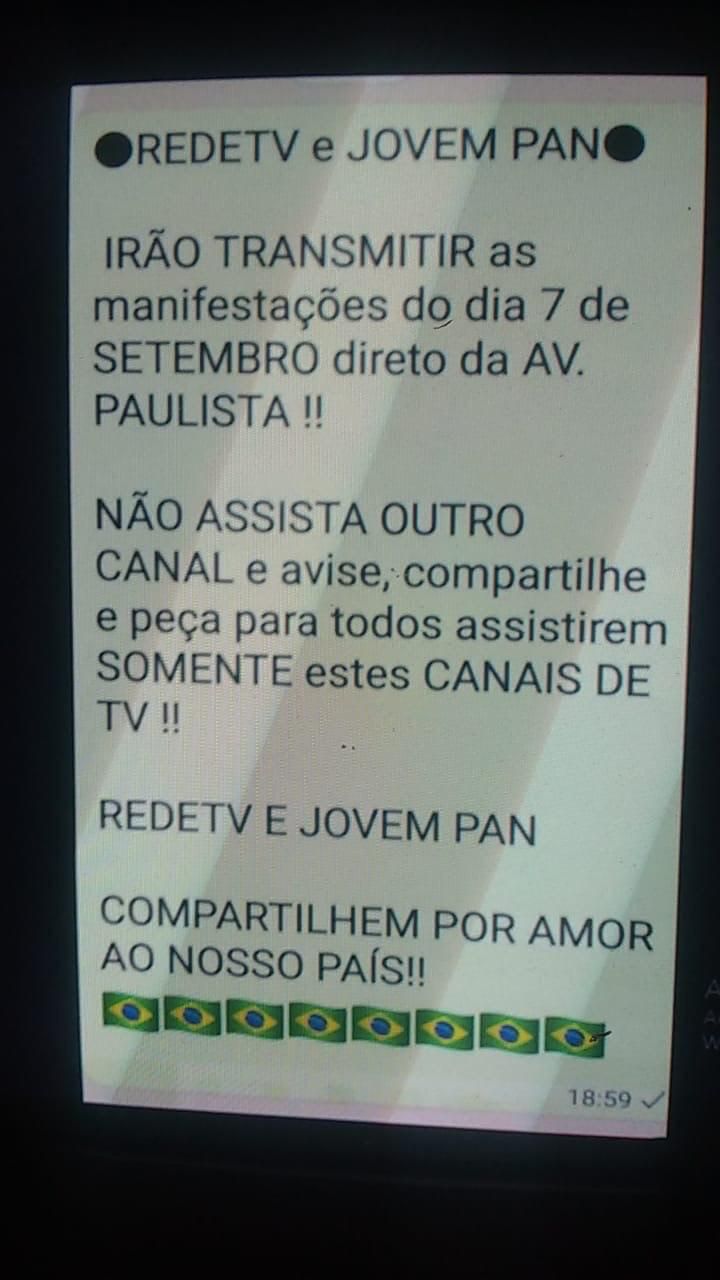 ●REDETV e JOVEM PAN●
IRÃO TRANSMITIR as
manifestações do dia 7 de
SETEMBRO direto da AV.
PAULISTA !!
NÃO ASSISTA OUTRO
CANAL e avise, compartilhe
e peça para todos assistirem
SOMENTE estes CANAIS DE
TV !!
REDETV E JOVEM PAN
COMPARTILHEM POR AMOR
AO NOSSO PAÍS!!
🇧🇷🇧🇷🇧🇷🇧🇷🇧🇷🇧🇷🇧🇷🇧🇷
18:59 ✓